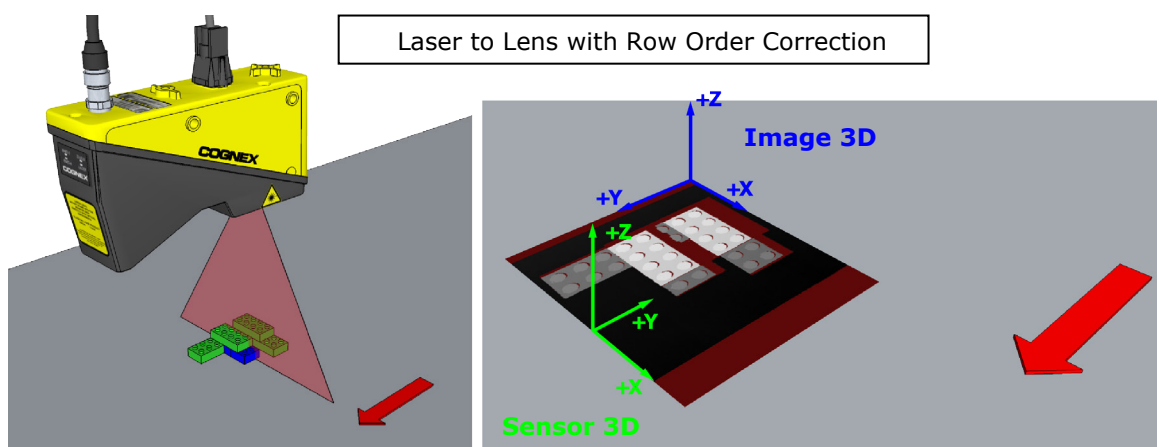 Laser to Lens with Row Order Correction
COGNEX
COGNEX
+Z
Image 3D
+Y
+X
+Z
+Y
+X
Sensor 3D